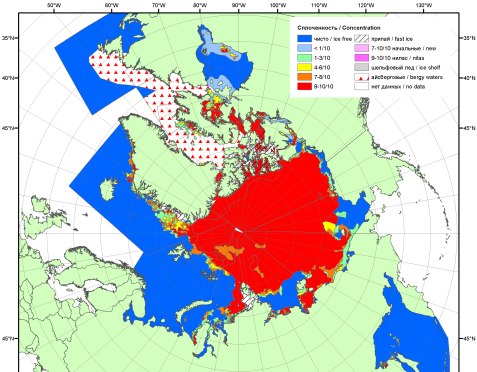 50°W 60°W 70°W 80°W 90°W 100°W 110°W 120°W 130°W
35°N
40°N
45°N
45°N
35°N
40°N
45°N
45°N
Сплоченность / Concentration
чисто / ice free
< 1/10
1-3/10
4-6/10
7-8/10
9-10/10
припай / fast ice
7-10/10 начальные / new
9-10/10 нилас / nilas
шельфовый лед / ice shelf
айсберговые / bergy waters
нет данных / no data